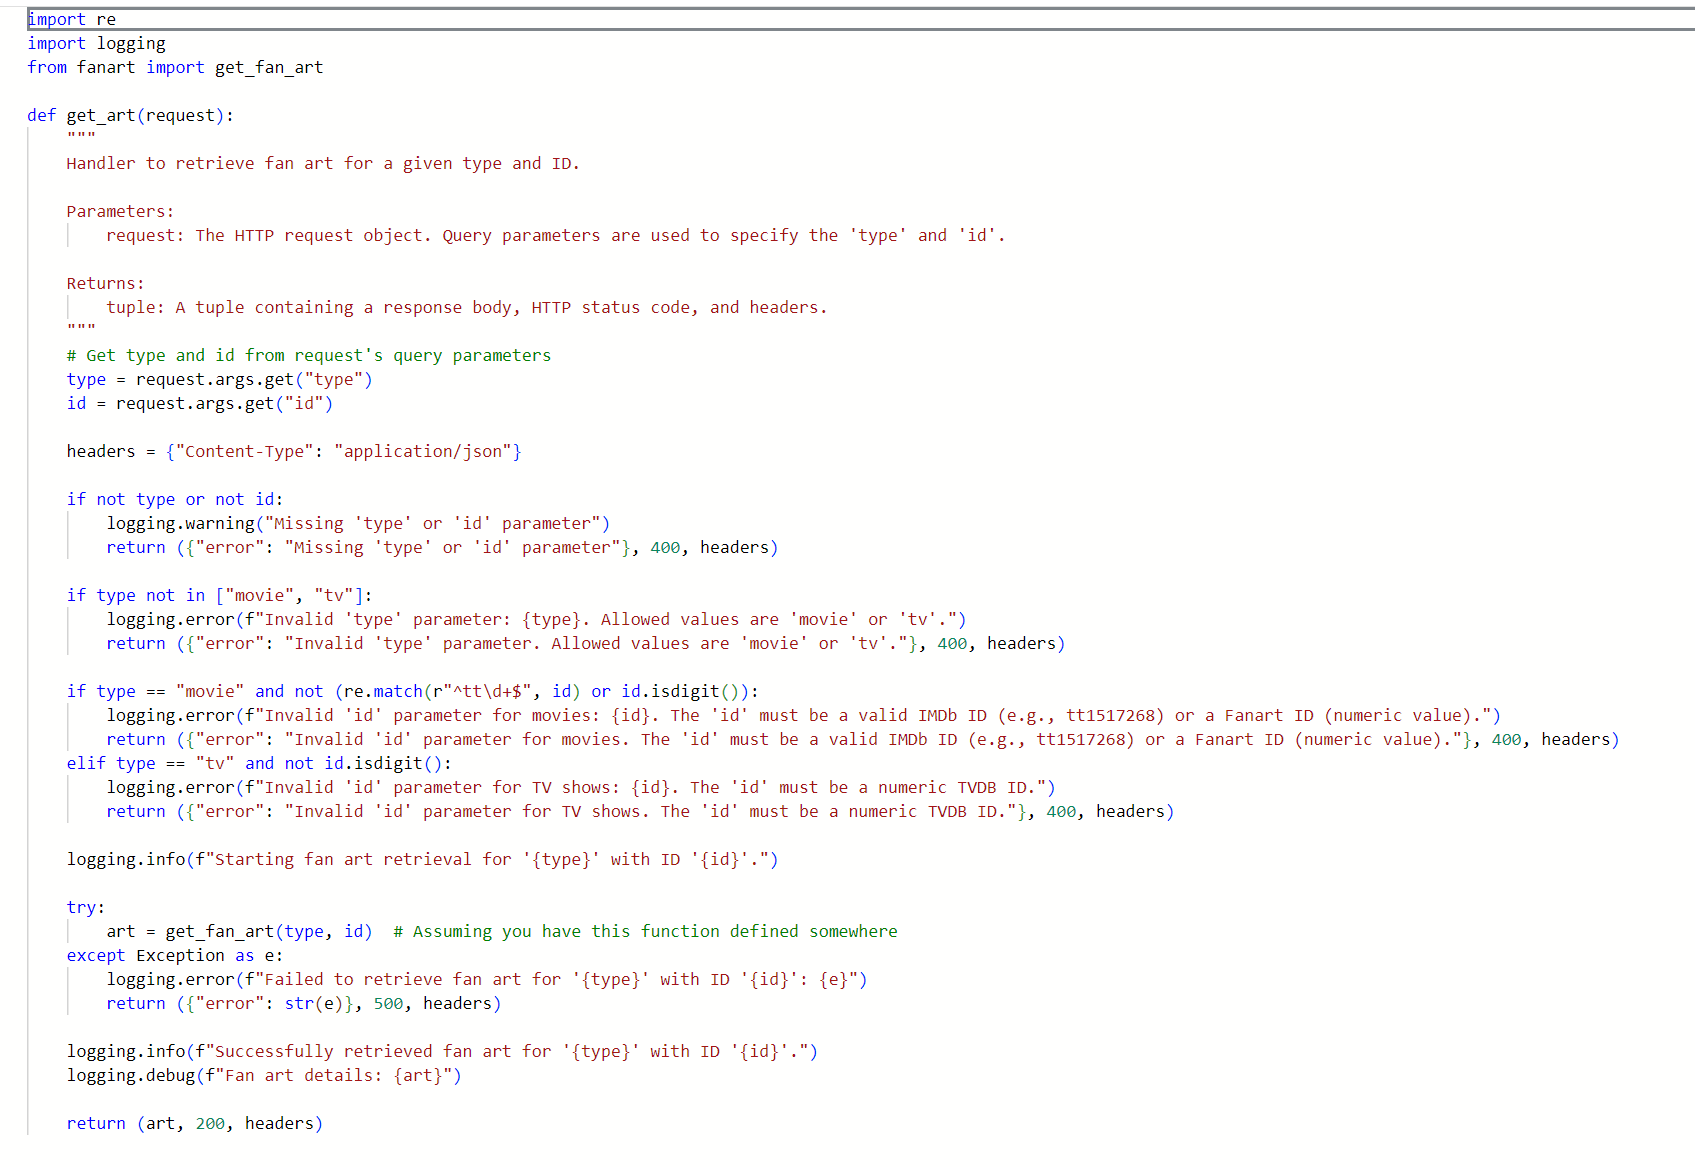 import re
import logging
from fanart import get_fan_art

def get_art(request):
    """
    Handler to retrieve fan art for a given type and ID.

    Parameters:
        request: The HTTP request object. Query parameters are used to specify the 'type' and 'id'.

    Returns:
        tuple: A tuple containing a response body, HTTP status code, and headers.
    """
    # Get type and id from request's query parameters
    type = request.args.get("type")
    id = request.args.get("id")

    headers = {"Content-Type": "application/json"}

    if not type or not id:
        logging.warning("Missing 'type' or 'id' parameter")
        return ({"error": "Missing 'type' or 'id' parameter"}, 400, headers)

    if type not in ["movie", "tv"]:
        logging.error(f"Invalid 'type' parameter: {type}. Allowed values are 'movie' or 'tv'.")
        return ({"error": "Invalid 'type' parameter. Allowed values are 'movie' or 'tv'."}, 400, headers)

    if type == "movie" and not (re.match(r"^tt\d+$", id) or id.isdigit()):
        logging.error(f"Invalid 'id' parameter for movies: {id}. The 'id' must be a valid IMDb ID (e.g., tt1517268) or a Fanart ID (numeric value).")
        return ({"error": "Invalid 'id' parameter for movies. The 'id' must be a valid IMDb ID (e.g., tt1517268) or a Fanart ID (numeric value)."}, 400, headers)
    elif type == "tv" and not id.isdigit():
        logging.error(f"Invalid 'id' parameter for TV shows: {id}. The 'id' must be a numeric TVDB ID.")
        return ({"error": "Invalid 'id' parameter for TV shows. The 'id' must be a numeric TVDB ID."}, 400, headers)

    logging.info(f"Starting fan art retrieval for '{type}' with ID '{id}'.")

    try:
        art = get_fan_art(type, id)  # Assuming you have this function defined somewhere
    except Exception as e:
        logging.error(f"Failed to retrieve fan art for '{type}' with ID '{id}': {e}")
        return ({"error": str(e)}, 500, headers)

    logging.info(f"Successfully retrieved fan art for '{type}' with ID '{id}'.")
    logging.debug(f"Fan art details: {art}")

    return (art, 200, headers)